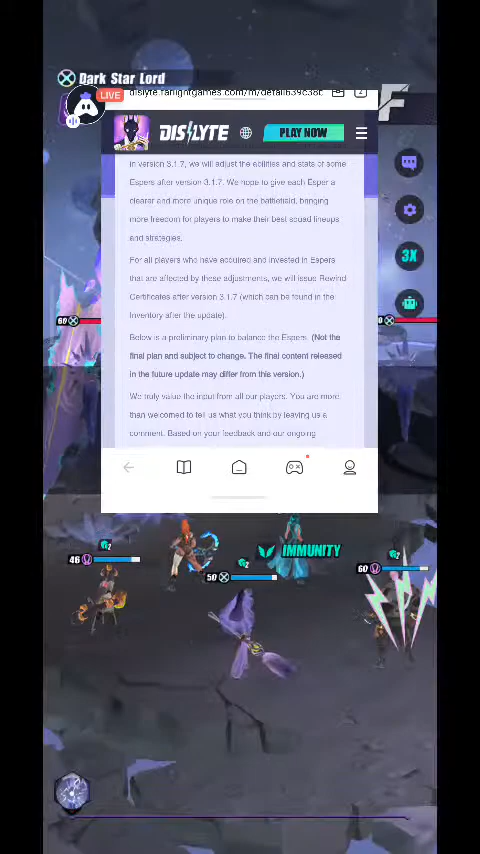 Dark Star Lord
LIVE
DISLYTE
PLAY NOW
in version 3.1.7, we will adjust the abilities and stats of some
Espers after version 3.1.7. We hope to give each Esper a
clearer and more unique role on the battlefield, bringing
more freedom for players to make their best squad lineups
and strategies.
For all players who have acquired and invested in Espers
that are affected by these adjustments, we will issue Rewind
Certificates after version 3.1.7 (which can be found in the
Inventory after the update).
Below is a preliminary plan to balance the Espers. (Not the
final plan and subject to change. The final content released
in the future update may differ from this version.)
We truly value the input from all our players. You are more
than welcomed to tell us what you think by leaving us a
comment. Based on your feedback and our ongoing
3X
60
60
IMMUNITY
2
46
2
50
2
60
2